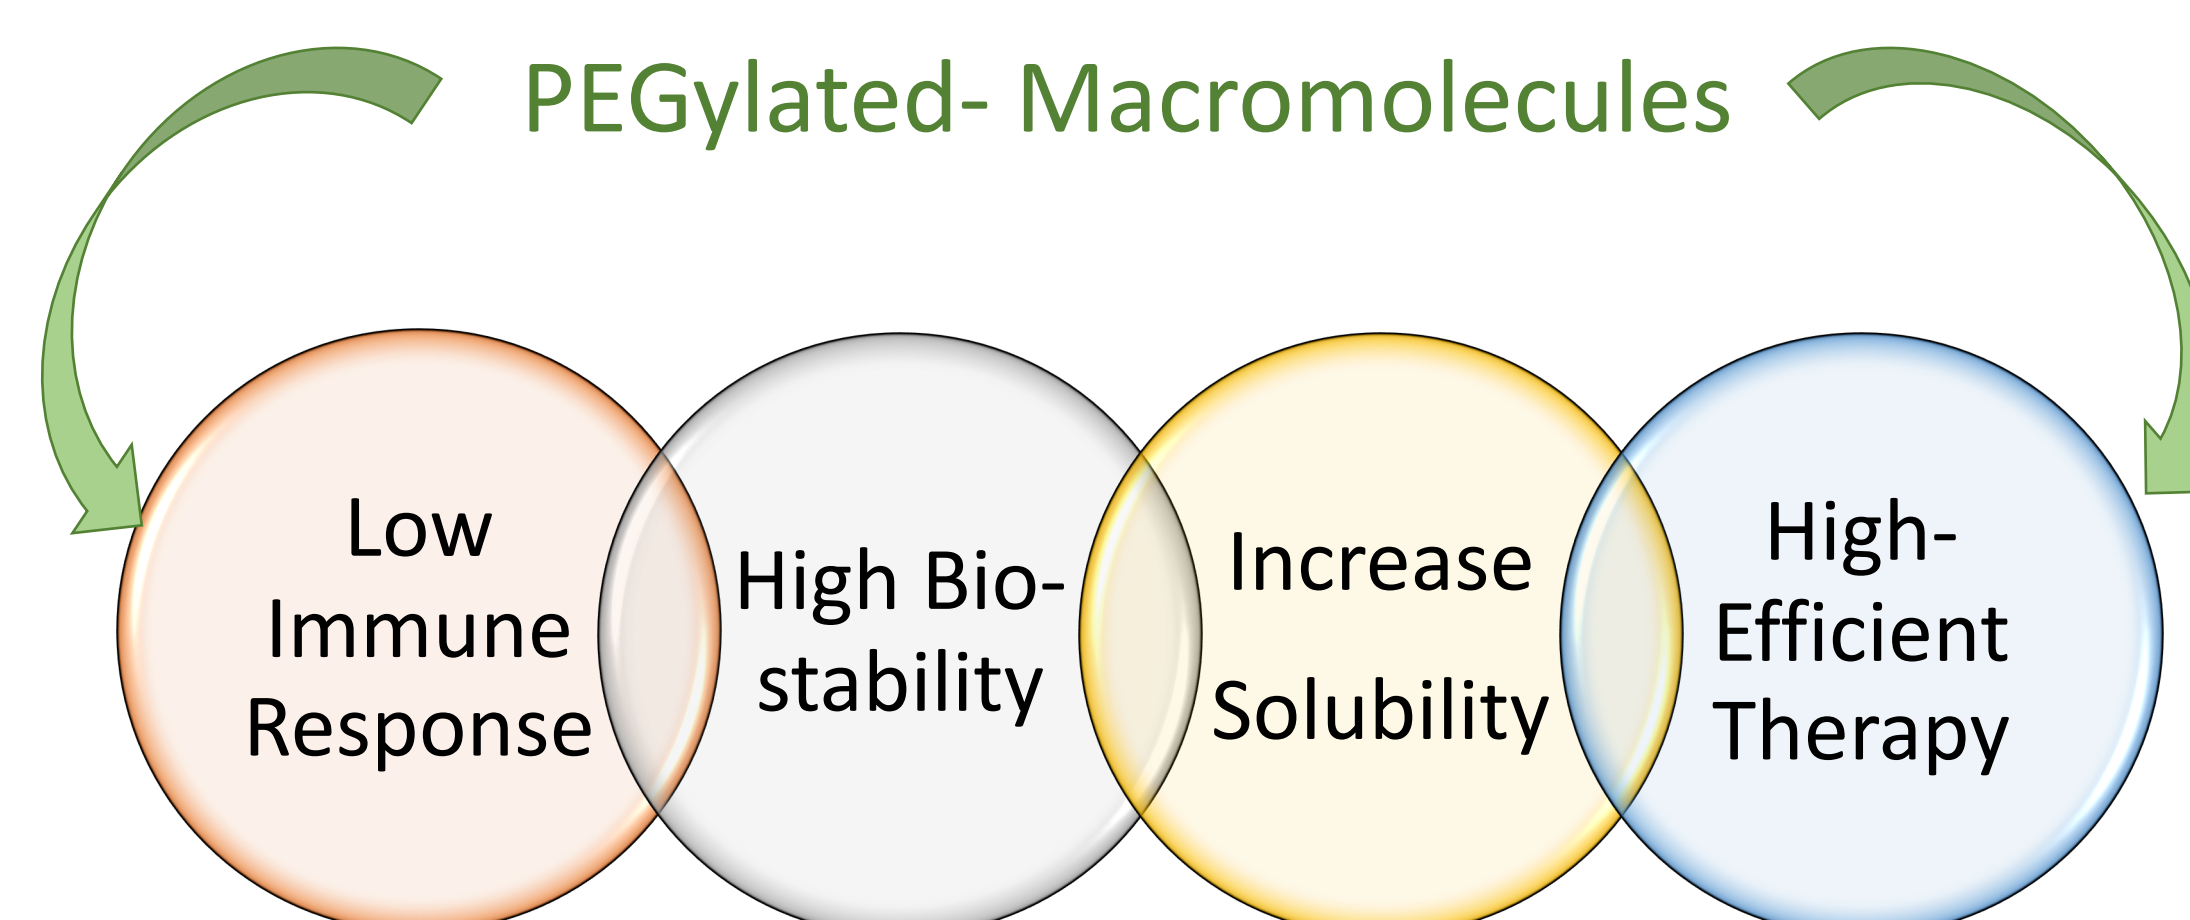 PEGylated- Macromolecules
Low
Immune
Response
High Bio-
stability
Increase
Solubility
High-
Efficient
Therapy